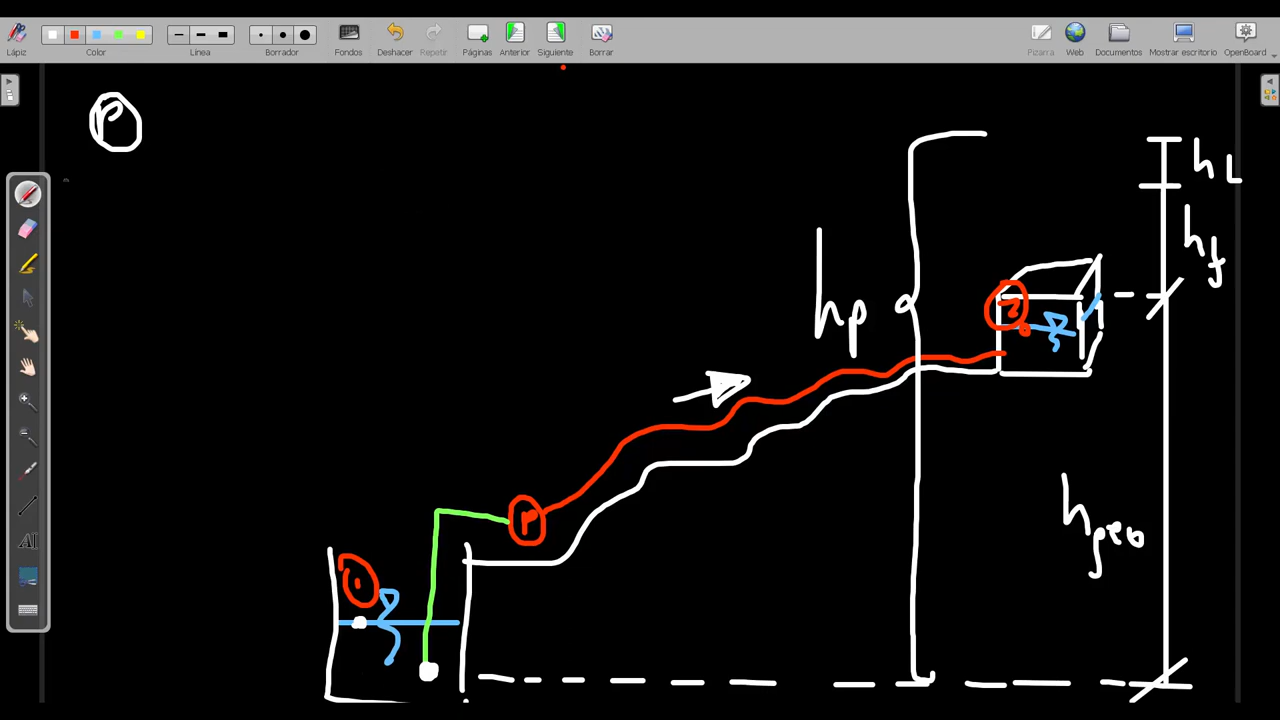 Lápiz Color Línea Borrador Fondos Deshacer Repetir Páginas Anterior Siguiente Borrar Pizarra Web Documentos Mostrar escritorio OpenBoard
P
hL
hf
hp
2
hgeo
P
1
AI